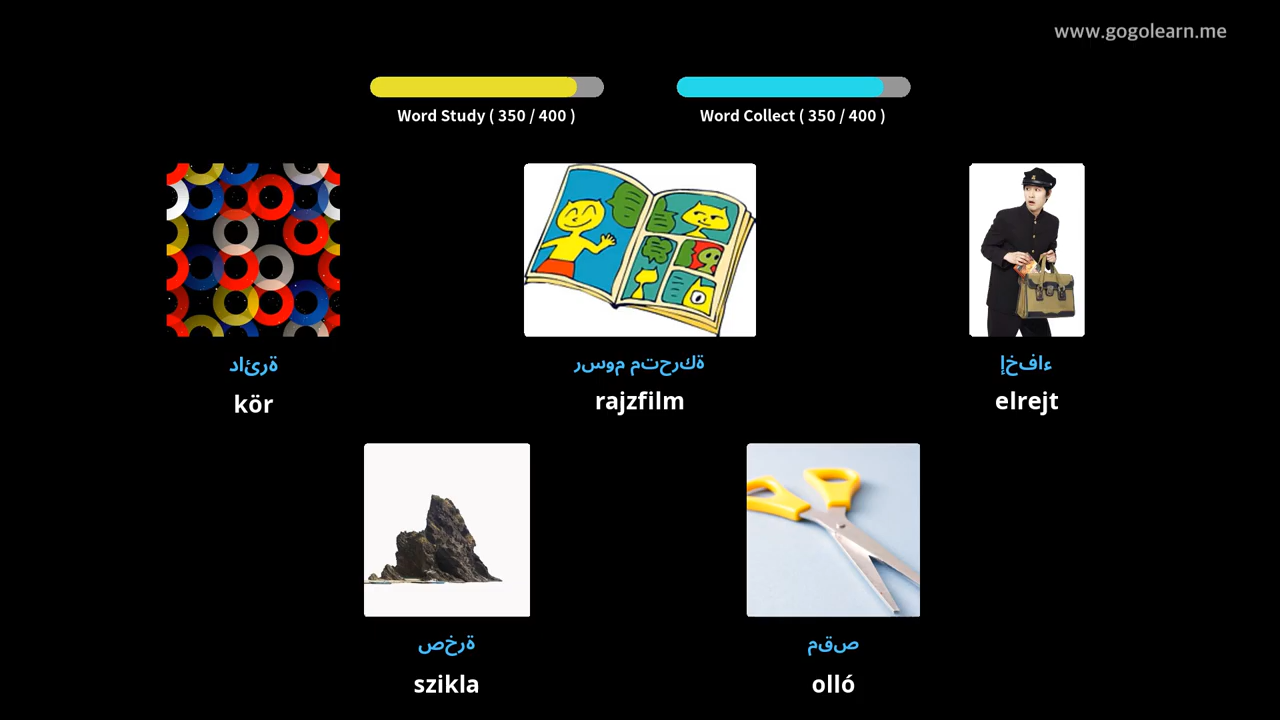 www.gogolearn.me
Word Study ( 350 / 400 )
Word Collect ( 350 / 400 )
دائرة
رسوم متحركة
إخفاء
kör
rajzfilm
elrejt
صخرة
مقص
szikla
olló